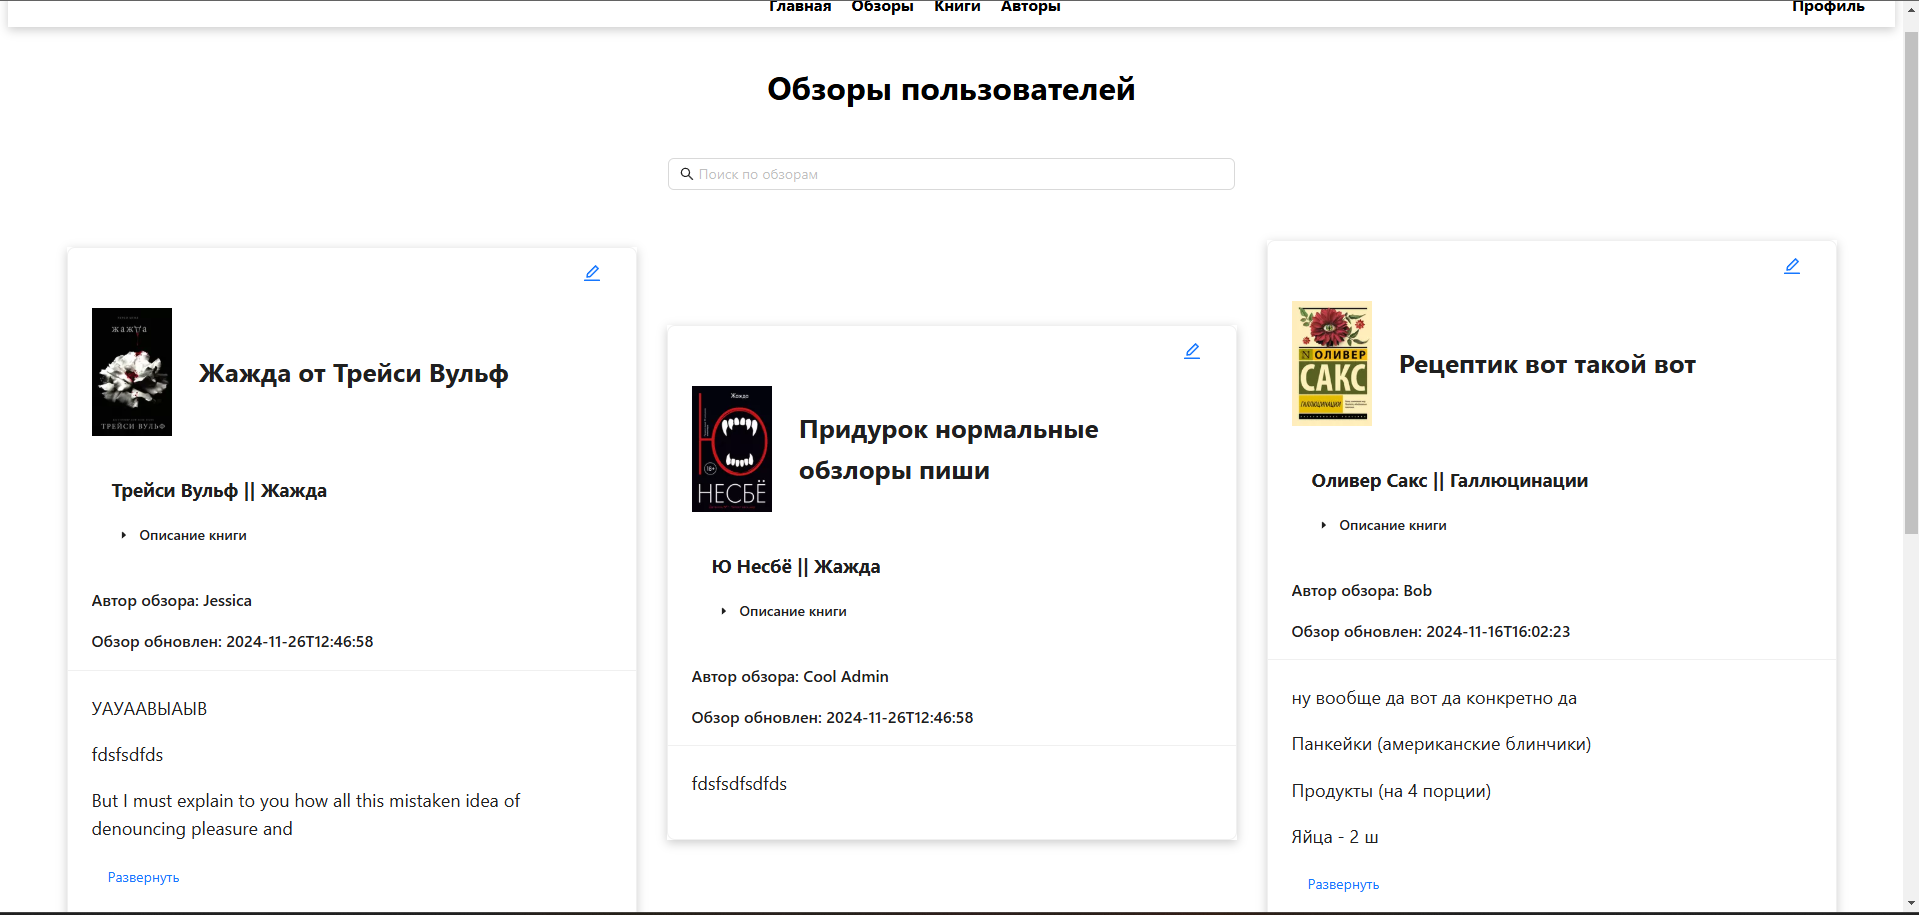 Главная Обзоры Книги Авторы Профиль
Обзоры пользователей
Поиск по обзорам
жажда
ТРЕЙСИ ВУЛЬФ
Жажда от Трейси Вульф
Трейси Вульф || Жажда
Описание книги
Автор обзора: Jessica
Обзор обновлен: 2024-11-26T12:46:58
УАУААВЫАЫВ
fdsfsdfds
But I must explain to you how all this mistaken idea of
denouncing pleasure and
Развернуть
Жажда
Ю
16+
НЕСБЁ
Придурок нормальные
обзлоры пиши
Ю Несбё || Жажда
Описание книги
Автор обзора: Cool Admin
Обзор обновлен: 2024-11-26T12:46:58
fdsfsdfsdfds
N ОЛИВЕР
САКС
ГАЛЛЮЦИНАЦИИ
Рецептик вот такой вот
Оливер Сакс || Галлюцинации
Описание книги
Автор обзора: Bob
Обзор обновлен: 2024-11-16T16:02:23
ну вообще да вот да конкретно да
Панкейки (американские блинчики)
Продукты (на 4 порции)
Яйца - 2 ш
Развернуть